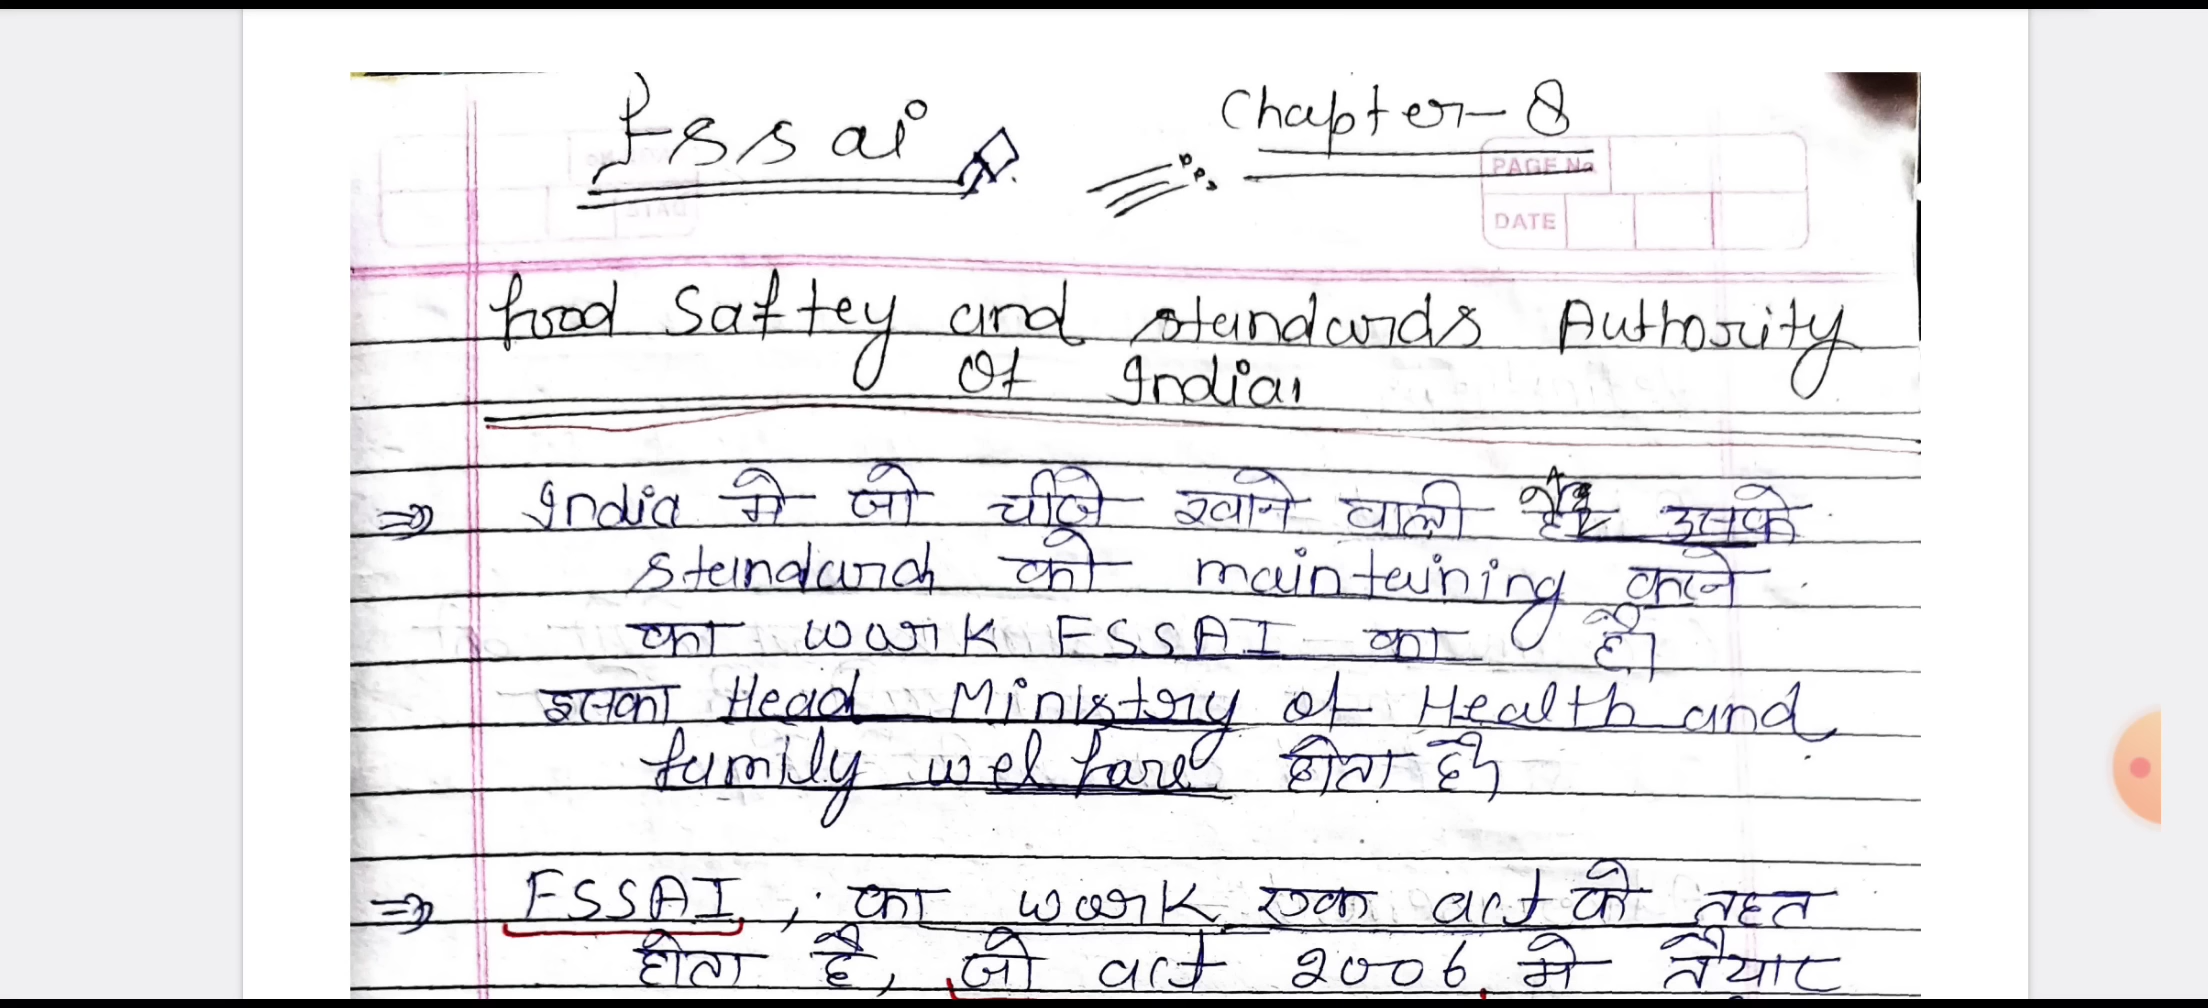 Fssai
Chapter-8
PAGE No
DATE
Food Saftey and standards Authority
Of India
⇒ India मे जो चीजे खाने वाली है उसके
standard को maintaining करने
का work FSSAI का है।
इसका Head Ministry of Health and
family welfare होता है
⇒ FSSAI, का work एक act के तहत
होता है, जो act 2006 मे तैयार